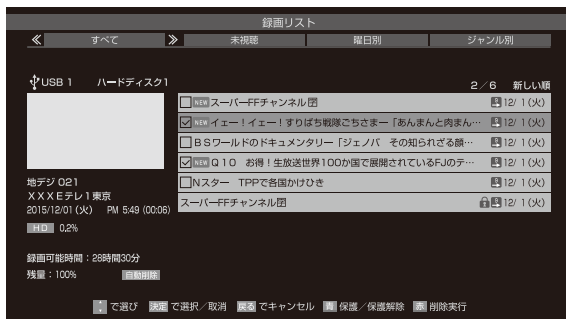 録画リスト
≪ すべて ≫ 未視聴 曜日別 ジャンル別
USB 1 ハードディスク1
2／6 新しい順
スーパーFFチャンネル 字 12/ 1 (火)
NEW イェー！イェー！すりばち戦隊ごちさまー「あんまんと肉まん… 12/ 1 (火)
BSワールドのドキュメンタリー「ジェノバ その知られざる顔… 12/ 1 (火)
NEW Q10 お得！生放送世界100か国で展開されているFJのテ… 12/ 1 (火)
Nスター TPPで各国かけひき 12/ 1 (火)
スーパーFFチャンネル 字 12/ 1 (火)
地デジ 021
XXXEテレ1東京
2015/12/01 (火) PM 5:49 (00:06)
HD 0.2%
録画可能時間：28時間30分
残量：100% 自動削除
で選び 決定 で選択／取消 戻る でキャンセル 青 保護／保護解除 赤 削除実行